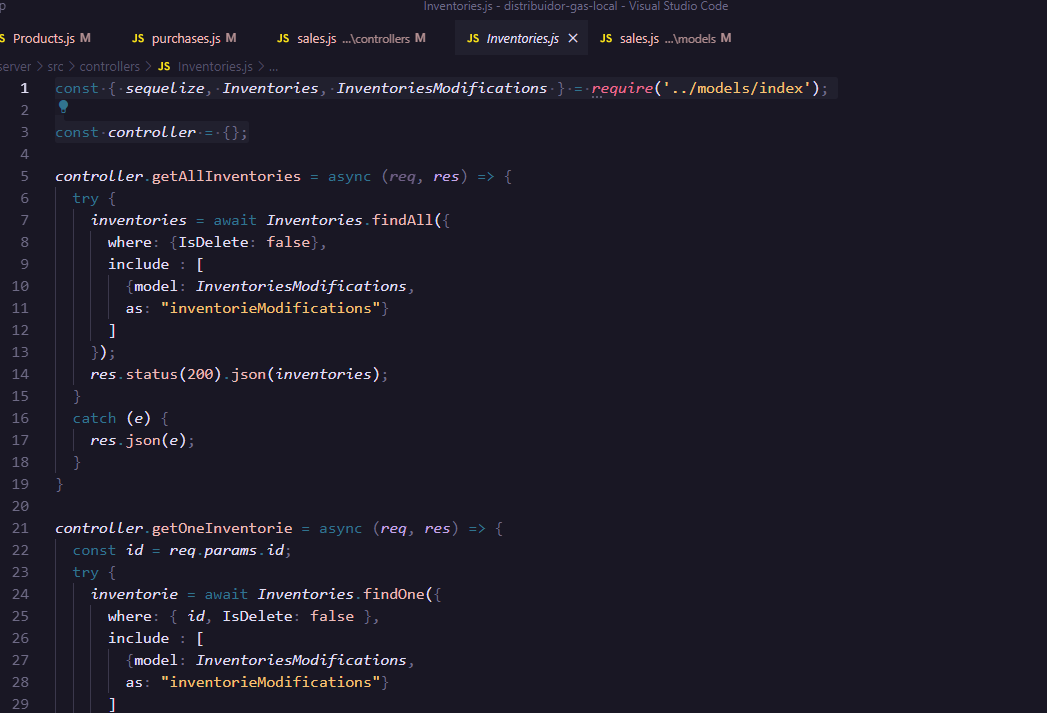 Inventories.js - distribuidor-gas-local - Visual Studio Code
JS Products.js M JS purchases.js M JS sales.js ...\controllers M JS Inventories.js × JS sales.js ...\models M
server > src > controllers > JS Inventories.js > ...
1 const { sequelize, Inventories, InventoriesModifications } = require('../models/index');
2
3 const controller = {};
4
5 controller.getAllInventories = async (req, res) => {
6 try {
7 inventories = await Inventories.findAll({
8 where: {IsDelete: false},
9 include : [
10 {model: InventoriesModifications,
11 as: "inventorieModifications"}
12 ]
13 });
14 res.status(200).json(inventories);
15 }
16 catch (e) {
17 res.json(e);
18 }
19 }
20
21 controller.getOneInventorie = async (req, res) => {
22 const id = req.params.id;
23 try {
24 inventorie = await Inventories.findOne({
25 where: { id, IsDelete: false },
26 include : [
27 {model: InventoriesModifications,
28 as: "inventorieModifications"}
29 ]